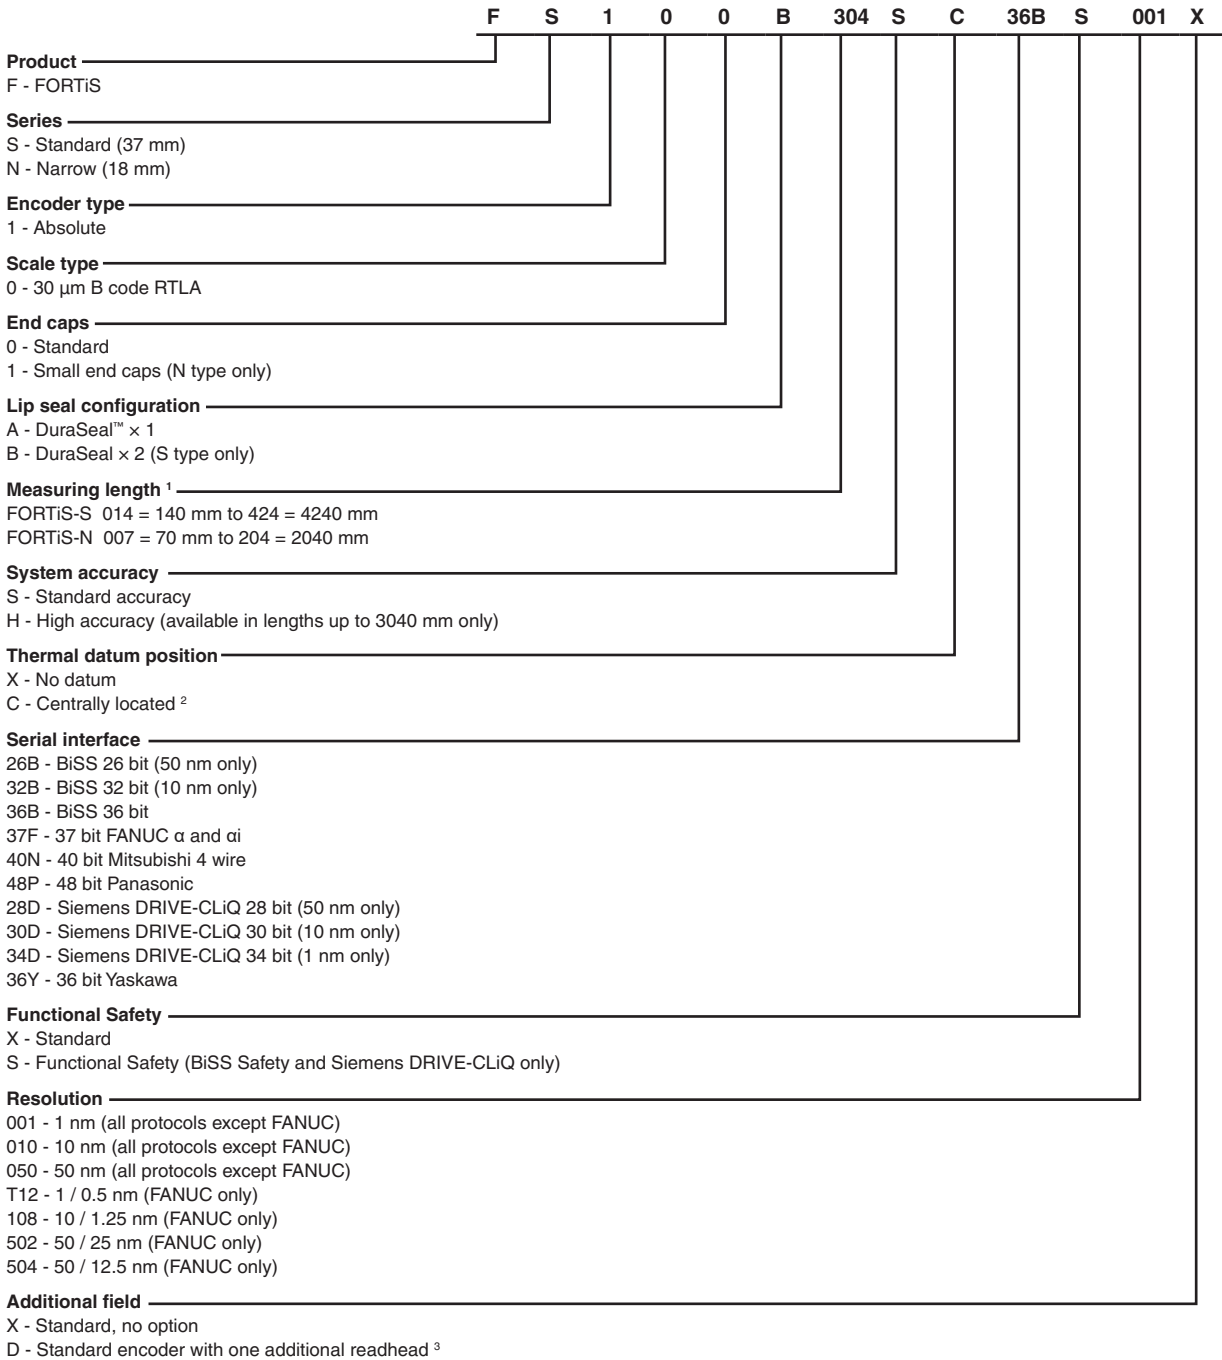 F S 1 0 0 B 304 S C 36B S 001 X
Product
F - FORTiS
Series
S - Standard (37 mm)
N - Narrow (18 mm)
Encoder type
1 - Absolute
Scale type
0 - 30 µm B code RTLA
End caps
0 - Standard
1 - Small end caps (N type only)
Lip seal configuration
A - DuraSeal™ × 1
B - DuraSeal × 2 (S type only)
Measuring length ¹
FORTiS-S 014 = 140 mm to 424 = 4240 mm
FORTiS-N 007 = 70 mm to 204 = 2040 mm
System accuracy
S - Standard accuracy
H - High accuracy (available in lengths up to 3040 mm only)
Thermal datum position
X - No datum
C - Centrally located ²
Serial interface
26B - BiSS 26 bit (50 nm only)
32B - BiSS 32 bit (10 nm only)
36B - BiSS 36 bit
37F - 37 bit FANUC α and αi
40N - 40 bit Mitsubishi 4 wire
48P - 48 bit Panasonic
28D - Siemens DRIVE-CLiQ 28 bit (50 nm only)
30D - Siemens DRIVE-CLiQ 30 bit (10 nm only)
34D - Siemens DRIVE-CLiQ 34 bit (1 nm only)
36Y - 36 bit Yaskawa
Functional Safety
X - Standard
S - Functional Safety (BiSS Safety and Siemens DRIVE-CLiQ only)
Resolution
001 - 1 nm (all protocols except FANUC)
010 - 10 nm (all protocols except FANUC)
050 - 50 nm (all protocols except FANUC)
T12 - 1 / 0.5 nm (FANUC only)
108 - 10 / 1.25 nm (FANUC only)
502 - 50 / 25 nm (FANUC only)
504 - 50 / 12.5 nm (FANUC only)
Additional field
X - Standard, no option
D - Standard encoder with one additional readhead ³